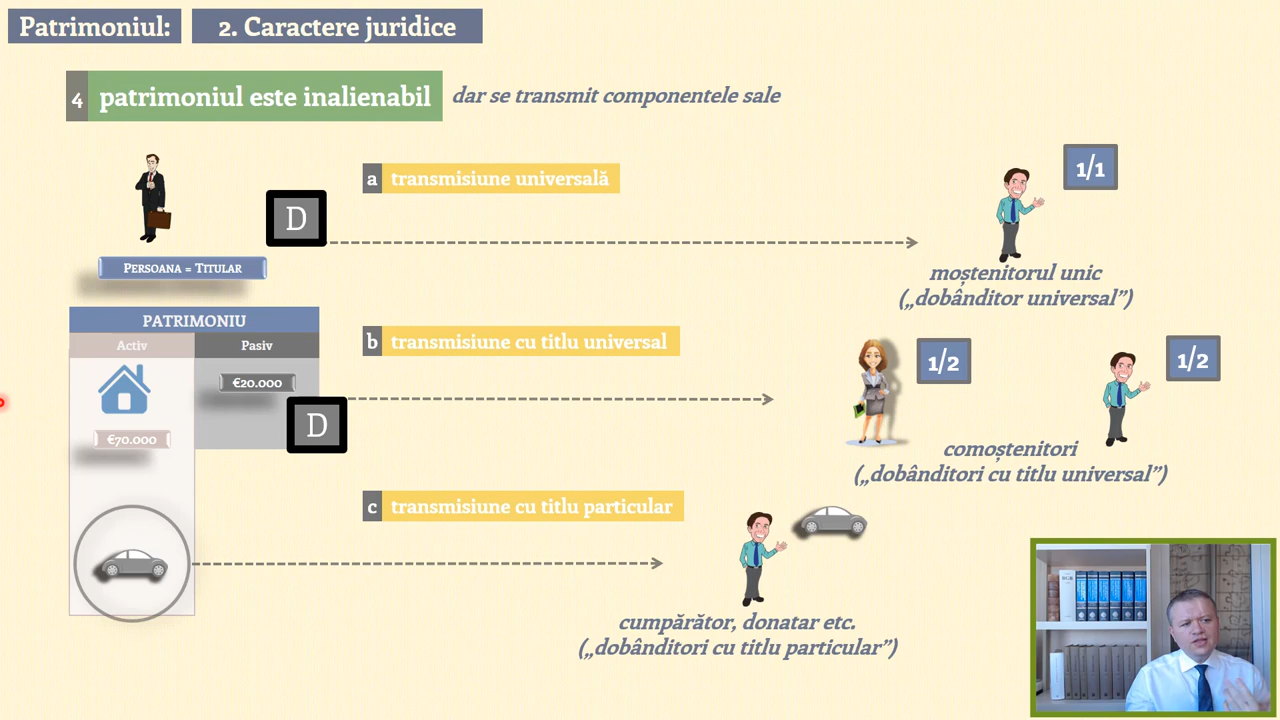 Patrimoniul:
2. Caractere juridice
4 patrimoniul este inalienabil
dar se transmit componentele sale
a transmisiune universală
1/1
D
PERSOANA = TITULAR
moștenitorul unic
(„dobânditor universal”)
PATRIMONIU
Activ
Pasiv
€20.000
€70.000
D
b transmisiune cu titlu universal
1/2
1/2
comoștenitori
(„dobânditori cu titlu universal”)
c transmisiune cu titlu particular
cumpărător, donatar etc.
(„dobânditori cu titlu particular”)